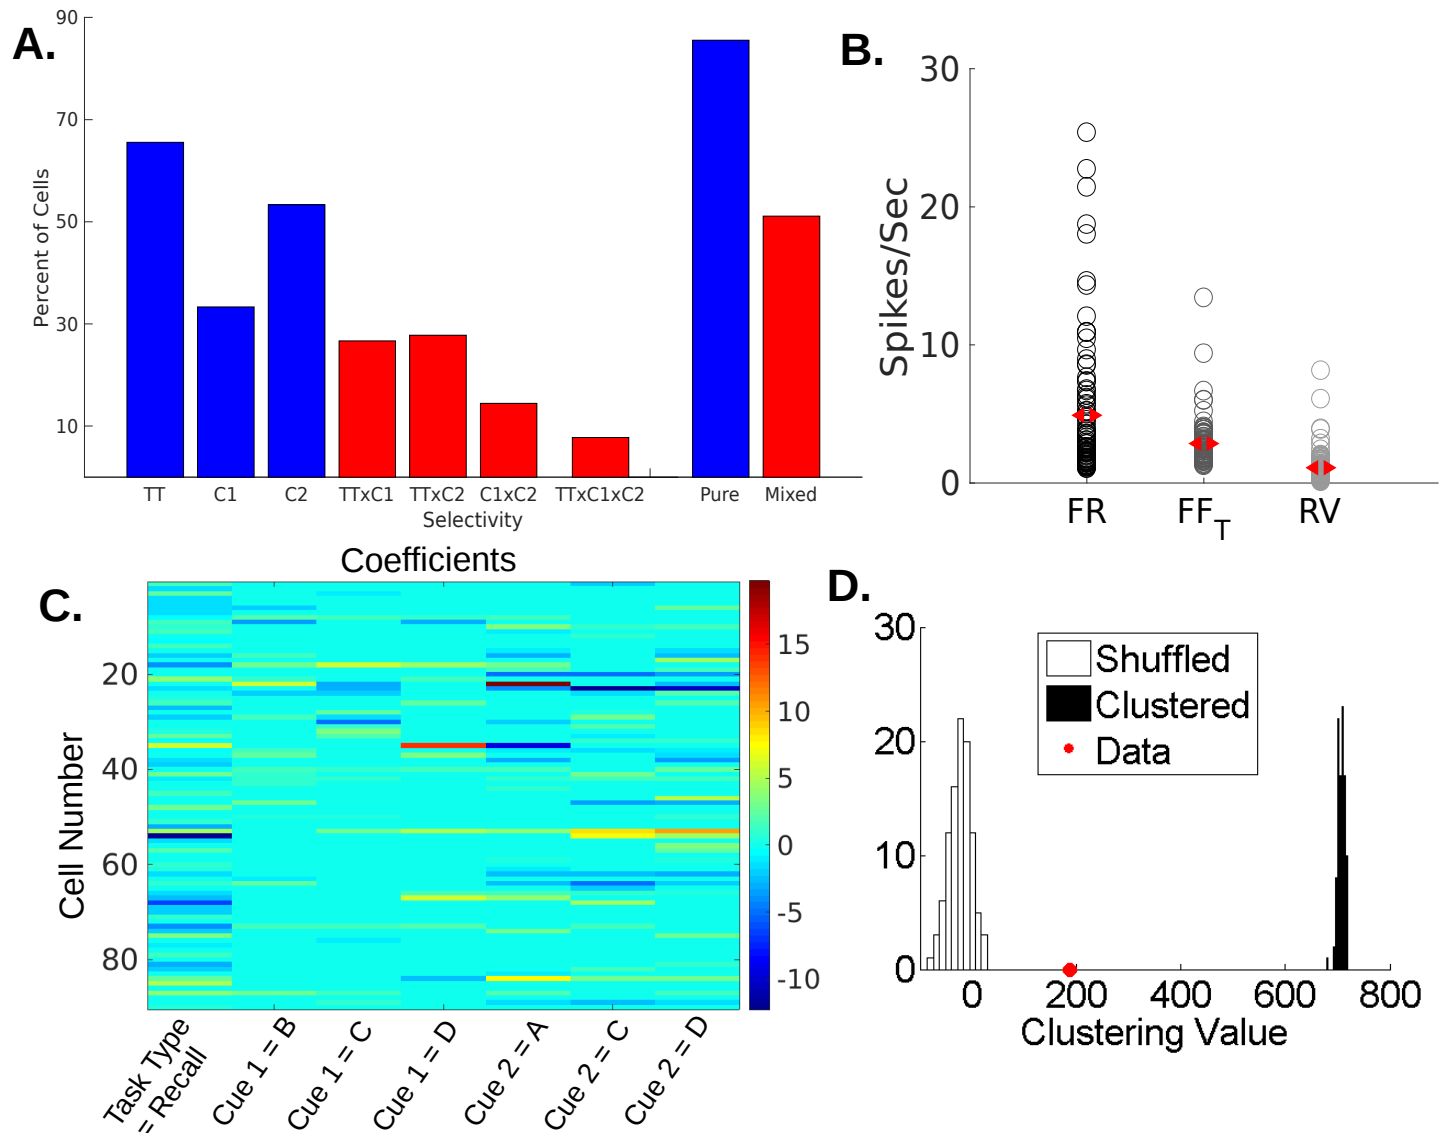 A.
90
70
50
30
10
Percent of Cells
TT C1 C2 TTxC1 TTxC2 C1xC2 TTxC1xC2 Pure Mixed
Selectivity
B.
30
20
10
0
Spikes/Sec
FR FFT RV
C.
Coefficients
20
40
60
80
Cell Number
15
10
5
0
-5
-10
Task Type
= Recall
Cue 1 = B
Cue 1 = C
Cue 1 = D
Cue 2 = A
Cue 2 = C
Cue 2 = D
D.
30
20
10
0
Shuffled
Clustered
Data
0 200 400 600 800
Clustering Value